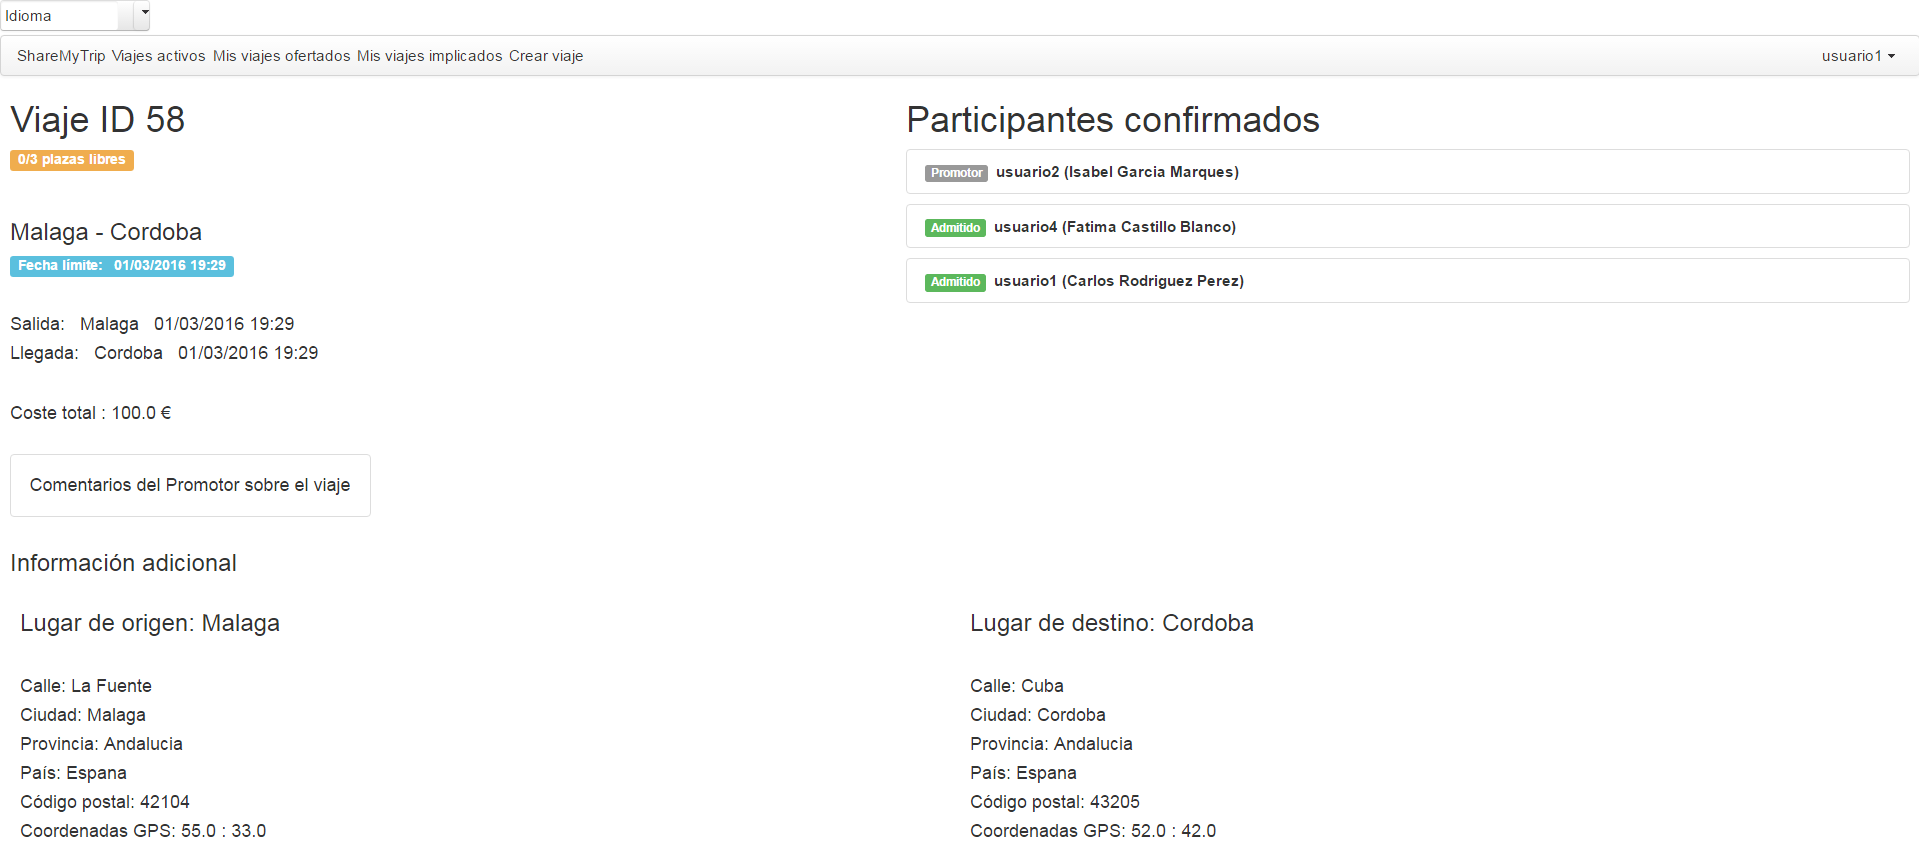 Idioma
ShareMyTrip Viajes activos Mis viajes ofertados Mis viajes implicados Crear viaje usuario1
Viaje ID 58
0/3 plazas libres
Malaga - Cordoba
Fecha límite: 01/03/2016 19:29
Salida: Malaga 01/03/2016 19:29
Llegada: Cordoba 01/03/2016 19:29
Coste total : 100.0 €
Comentarios del Promotor sobre el viaje
Participantes confirmados
Promotor usuario2 (Isabel Garcia Marques)
Admitido usuario4 (Fatima Castillo Blanco)
Admitido usuario1 (Carlos Rodriguez Perez)
Información adicional
Lugar de origen: Malaga
Calle: La Fuente
Ciudad: Malaga
Provincia: Andalucia
País: Espana
Código postal: 42104
Coordenadas GPS: 55.0 : 33.0
Lugar de destino: Cordoba
Calle: Cuba
Ciudad: Cordoba
Provincia: Andalucia
País: Espana
Código postal: 43205
Coordenadas GPS: 52.0 : 42.0